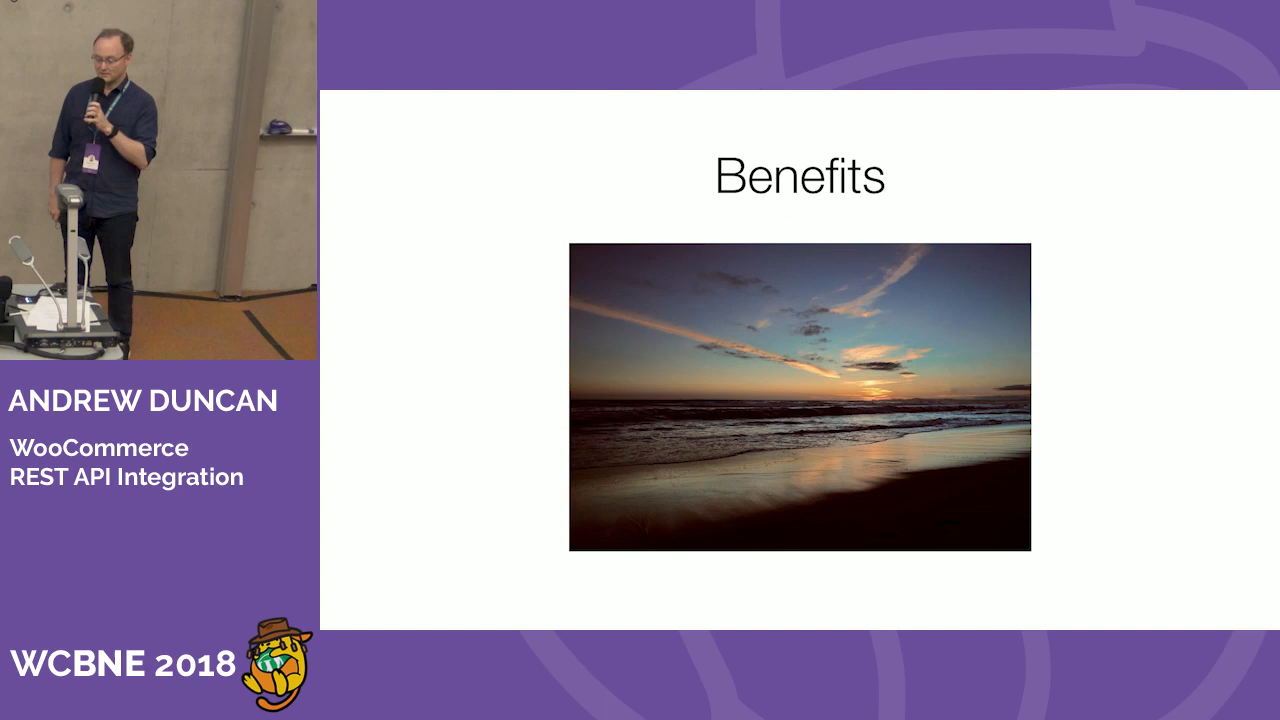 Benefits
ANDREW DUNCAN
WooCommerce
REST API Integration
WCBNE 2018